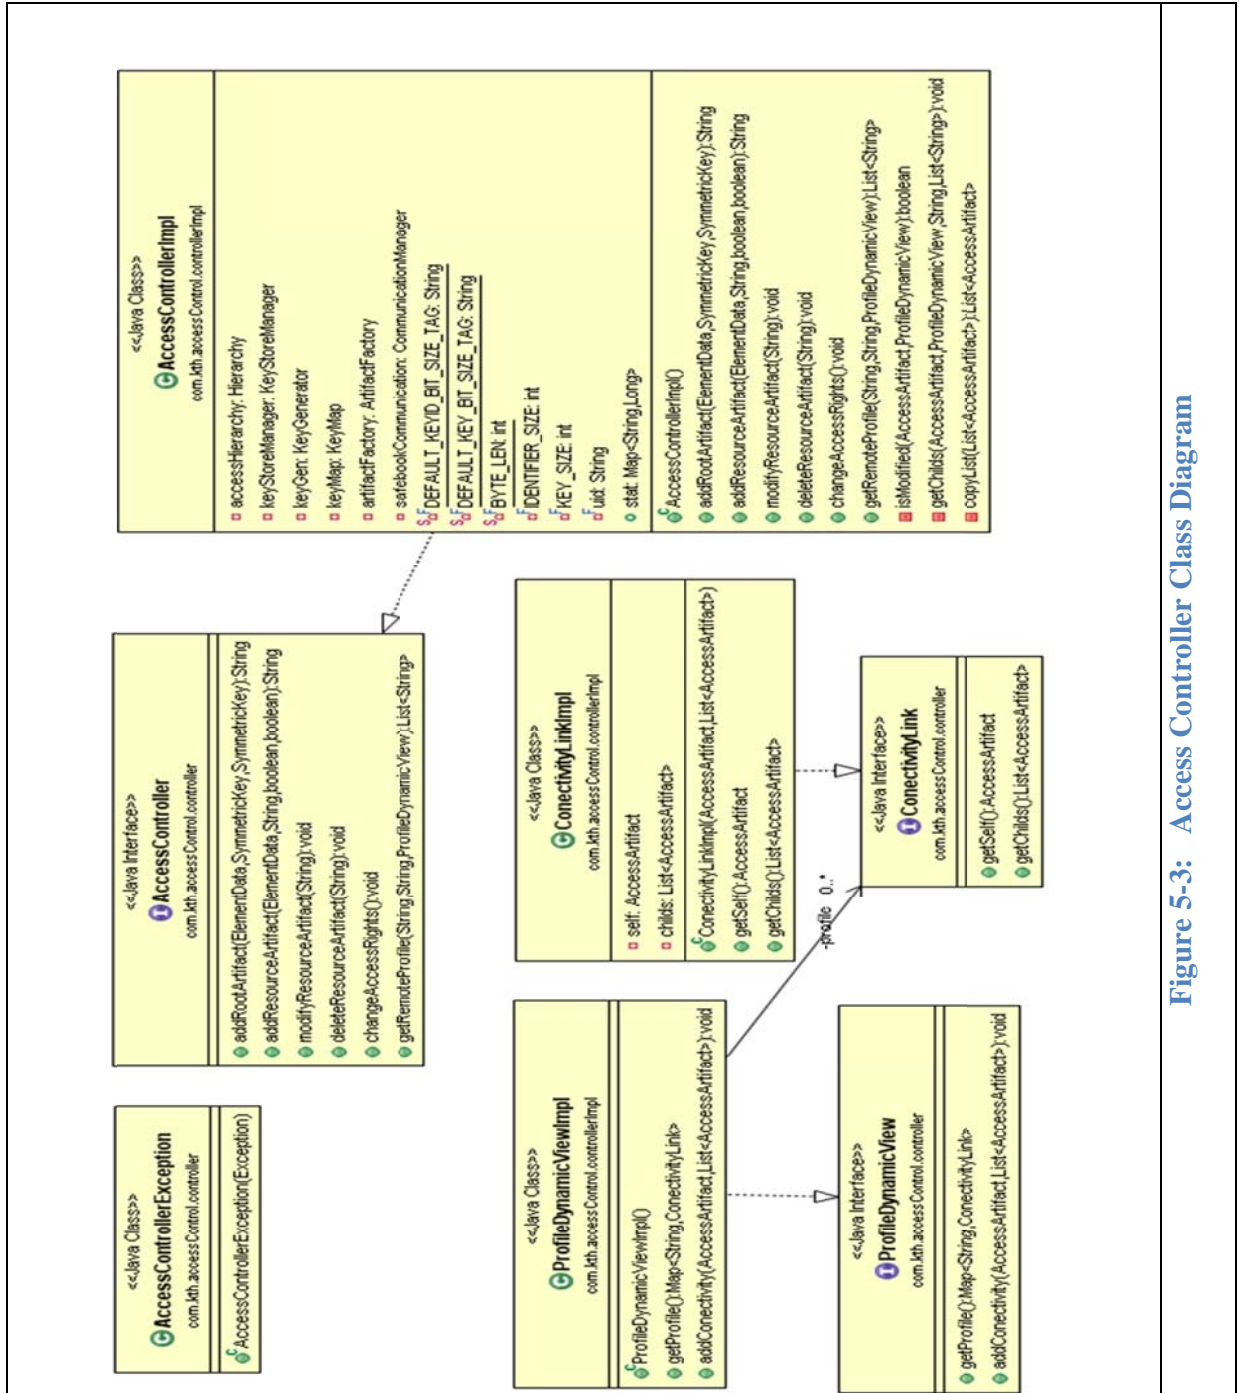 <<Java Class>>
AccessControllerException
com.kth.accessControl.controller
AccessControllerException(Exception)
<<Java Interface>>
AccessController
com.kth.accessControl.controller
addRootArtifact(ElementData,SymmetricKey,SymmetricKey):String
addResourceArtifact(ElementData,String,boolean,boolean):String
modifyResourceArtifact(String):void
deleteResourceArtifact(String):void
changeAccessRights():void
getRemoteProfile(String,String,ProfileDynamicView):List<String>
<<Java Class>>
AccessControllerImpl
com.kth.accessControl.controllerImpl
accessHierarchy: Hierarchy
keyStoreManager: KeyStoreManager
keyGen: KeyGenerator
keyMap: KeyMap
artifactFactory: ArtifactFactory
safebookCommunication: CommunicationManager
DEFAULT_KEYID_BIT_SIZE_TAG: String
DEFAULT_KEY_BIT_SIZE_TAG: String
BYTE_LEN: int
IDENTIFIER_SIZE: int
KEY_SIZE: int
uid: String
stat: Map<String,Long>
AccessControllerImpl()
addRootArtifact(ElementData,SymmetricKey,SymmetricKey):String
addResourceArtifact(ElementData,String,boolean,boolean):String
modifyResourceArtifact(String):void
deleteResourceArtifact(String):void
changeAccessRights():void
getRemoteProfile(String,String,ProfileDynamicView):List<String>
isModified(AccessArtifact,ProfileDynamicView):boolean
getChilds(AccessArtifact,ProfileDynamicView,String,List<String>):void
copyList(List<AccessArtifact>):List<AccessArtifact>
<<Java Class>>
ProfileDynamicViewImpl
com.kth.accessControl.controllerImpl
ProfileDynamicViewImpl()
getProfile():Map<String,ConectivityLink>
addConectivity(AccessArtifact,List<AccessArtifact>):void
<<Java Class>>
ConectivityLinkImpl
com.kth.accessControl.controllerImpl
self: AccessArtifact
childs: List<AccessArtifact>
ConectivityLinkImpl(AccessArtifact,List<AccessArtifact>)
getSelf():AccessArtifact
getChilds():List<AccessArtifact>
-profile 0..*
<<Java Interface>>
ProfileDynamicView
com.kth.accessControl.controller
getProfile():Map<String,ConectivityLink>
addConectivity(AccessArtifact,List<AccessArtifact>):void
<<Java Interface>>
ConectivityLink
com.kth.accessControl.controller
getSelf():AccessArtifact
getChilds():List<AccessArtifact>
Figure 5-3: Access Controller Class Diagram